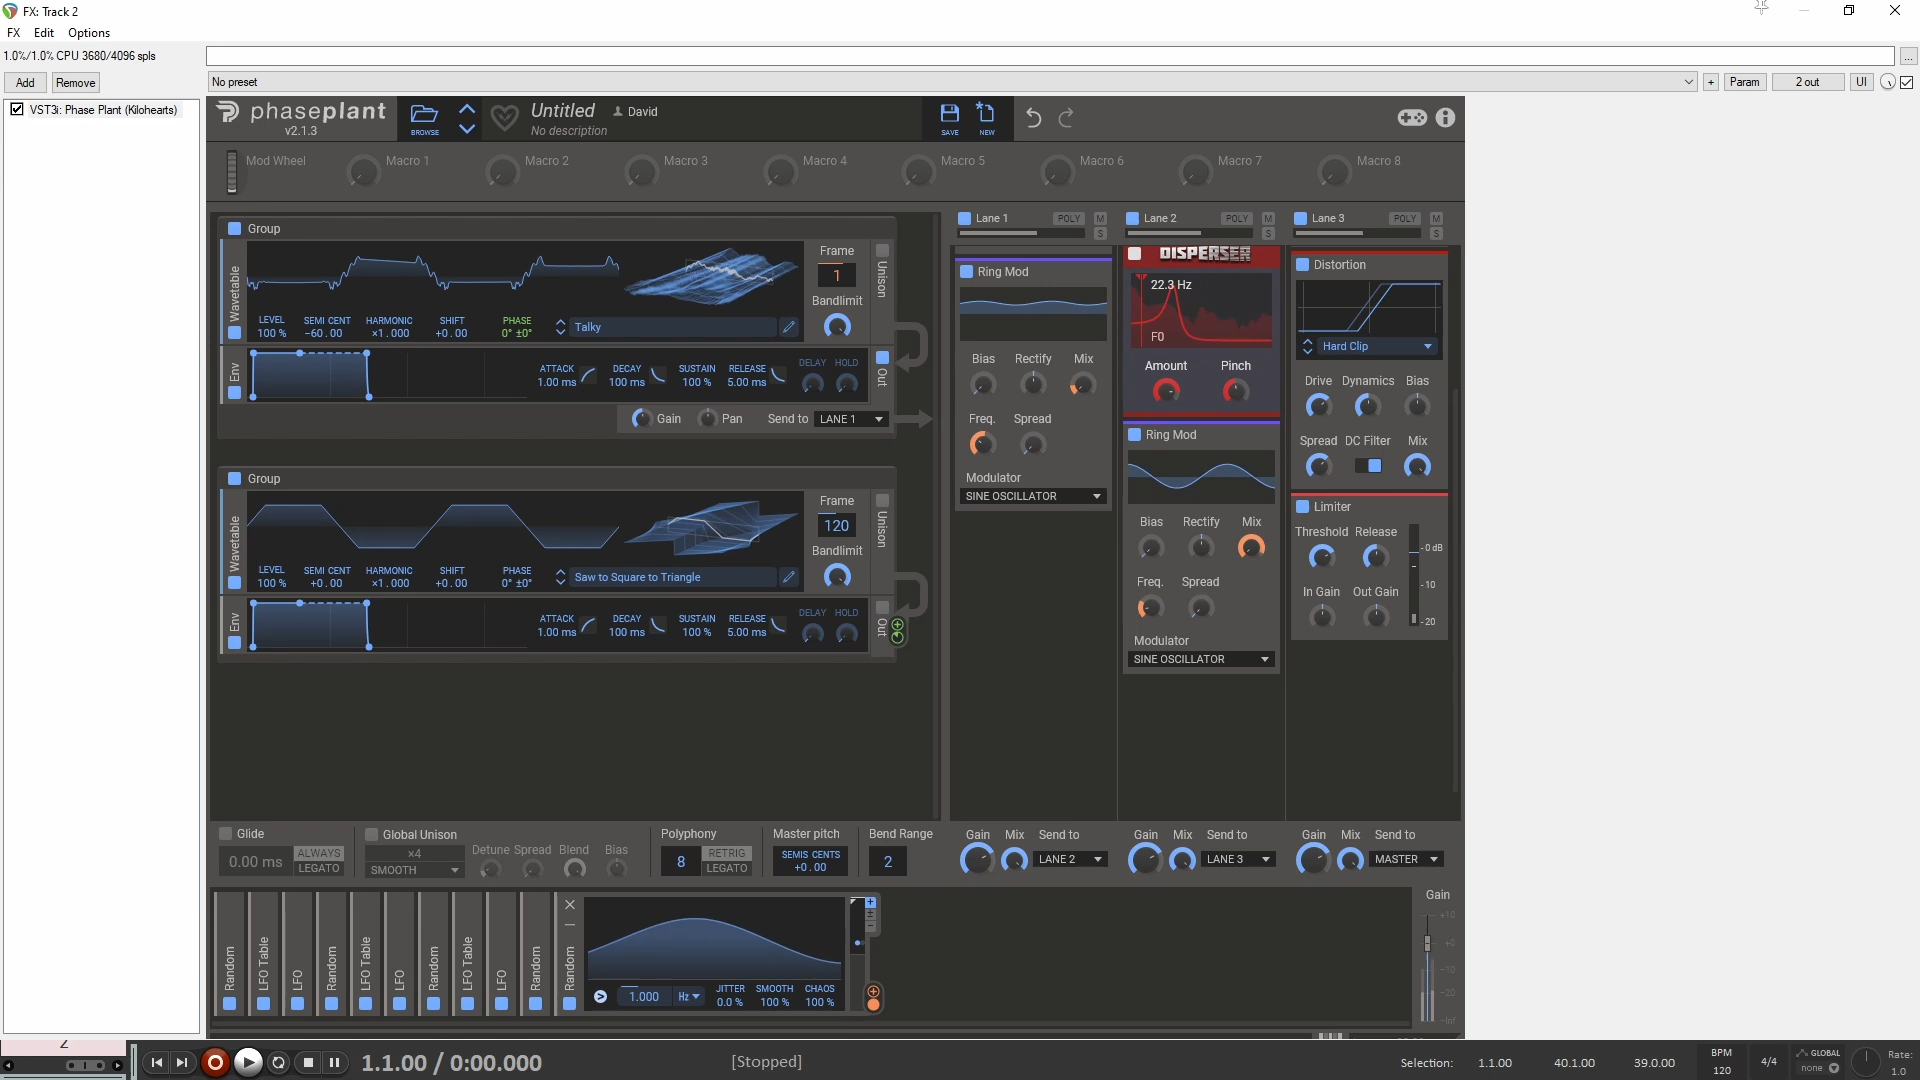 FX: Track 2
FX Edit Options
1.0%/1.0% CPU 3680/4096 spls
...
Add Remove
No preset
+ Param 2 out UI
VST3i: Phase Plant (Kilohearts)
phaseplant
v2.1.3
BROWSE
Untitled David
No description
SAVE NEW
Mod Wheel Macro 1 Macro 2 Macro 3 Macro 4 Macro 5 Macro 6 Macro 7 Macro 8
Group
Wavetable
Frame
1
Bandlimit
Unison
LEVEL SEMI CENT HARMONIC SHIFT PHASE
100 % -60.00 ×1.000 +0.00 0° ±0°
Talky
Env
ATTACK DECAY SUSTAIN RELEASE DELAY HOLD
1.00 ms 100 ms 100 % 5.00 ms
Out
Gain Pan Send to LANE 1
Group
Wavetable
Frame
120
Bandlimit
Unison
LEVEL SEMI CENT HARMONIC SHIFT PHASE
100 % +0.00 ×1.000 +0.00 0° ±0°
Saw to Square to Triangle
Env
ATTACK DECAY SUSTAIN RELEASE DELAY HOLD
1.00 ms 100 ms 100 % 5.00 ms
Out
Lane 1 POLY M
S
Ring Mod
Bias Rectify Mix
Freq. Spread
Modulator
SINE OSCILLATOR
Lane 2 POLY M
S
DISPERSER
22.3 Hz
F0
Amount Pinch
Ring Mod
Bias Rectify Mix
Freq. Spread
Modulator
SINE OSCILLATOR
Lane 3 POLY M
S
Distortion
Hard Clip
Drive Dynamics Bias
Spread DC Filter Mix
Limiter
Threshold Release
In Gain Out Gain
-0 dB
-10
-20
Glide
0.00 ms ALWAYS
LEGATO
Global Unison
×4
SMOOTH
Detune Spread Blend Bias
Polyphony
8 RETRIG
LEGATO
Master pitch
SEMIS CENTS
+0.00
Bend Range
2
Gain Mix Send to
LANE 2
Gain Mix Send to
LANE 3
Gain Mix Send to
MASTER
Random
LFO Table
LFO
Random
LFO Table
LFO
Random
LFO Table
LFO
Random
Random
1.000 Hz
JITTER SMOOTH CHAOS
0.0 % 100 % 100 %
Gain
+10
+0
-10
-20
-Inf
1.1.00 / 0:00.000
[Stopped]
Selection: 1.1.00 40.1.00 39.0.00
BPM
120
4/4
GLOBAL
none
Rate:
1.0